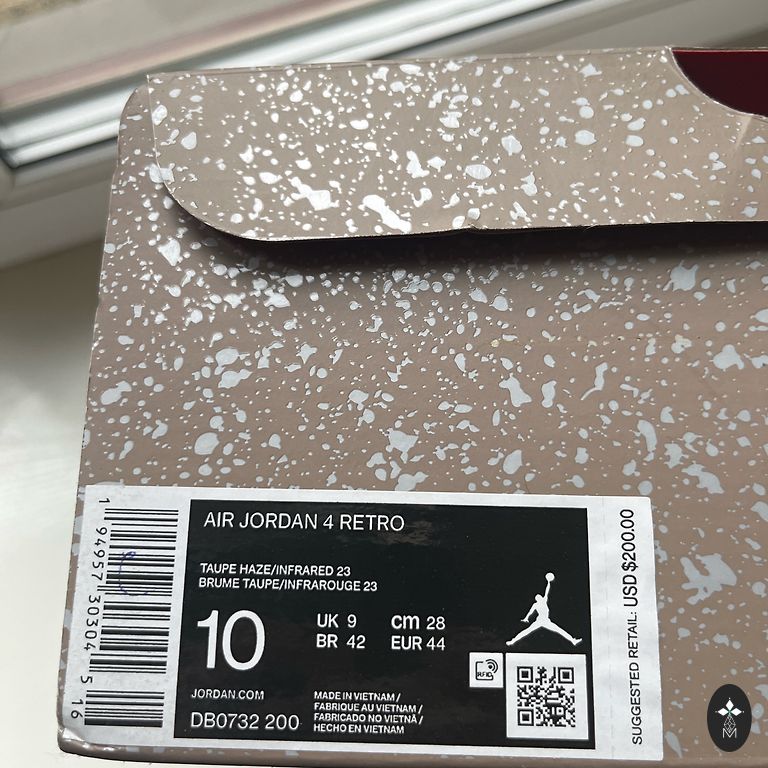 AIR JORDAN 4 RETRO
TAUPE HAZE/INFRARED 23
BRUME TAUPE/INFRAROUGE 23
10
UK 9 cm 28
BR 42 EUR 44
RFID
JORDAN.COM
DB0732 200
MADE IN VIETNAM /
FABRIQUE AU VIETNAM /
FABRICADO NO VIETNÃ /
HECHO EN VIETNAM
1 94957 30304 5 16
SUGGESTED RETAIL: USD $200.00
M